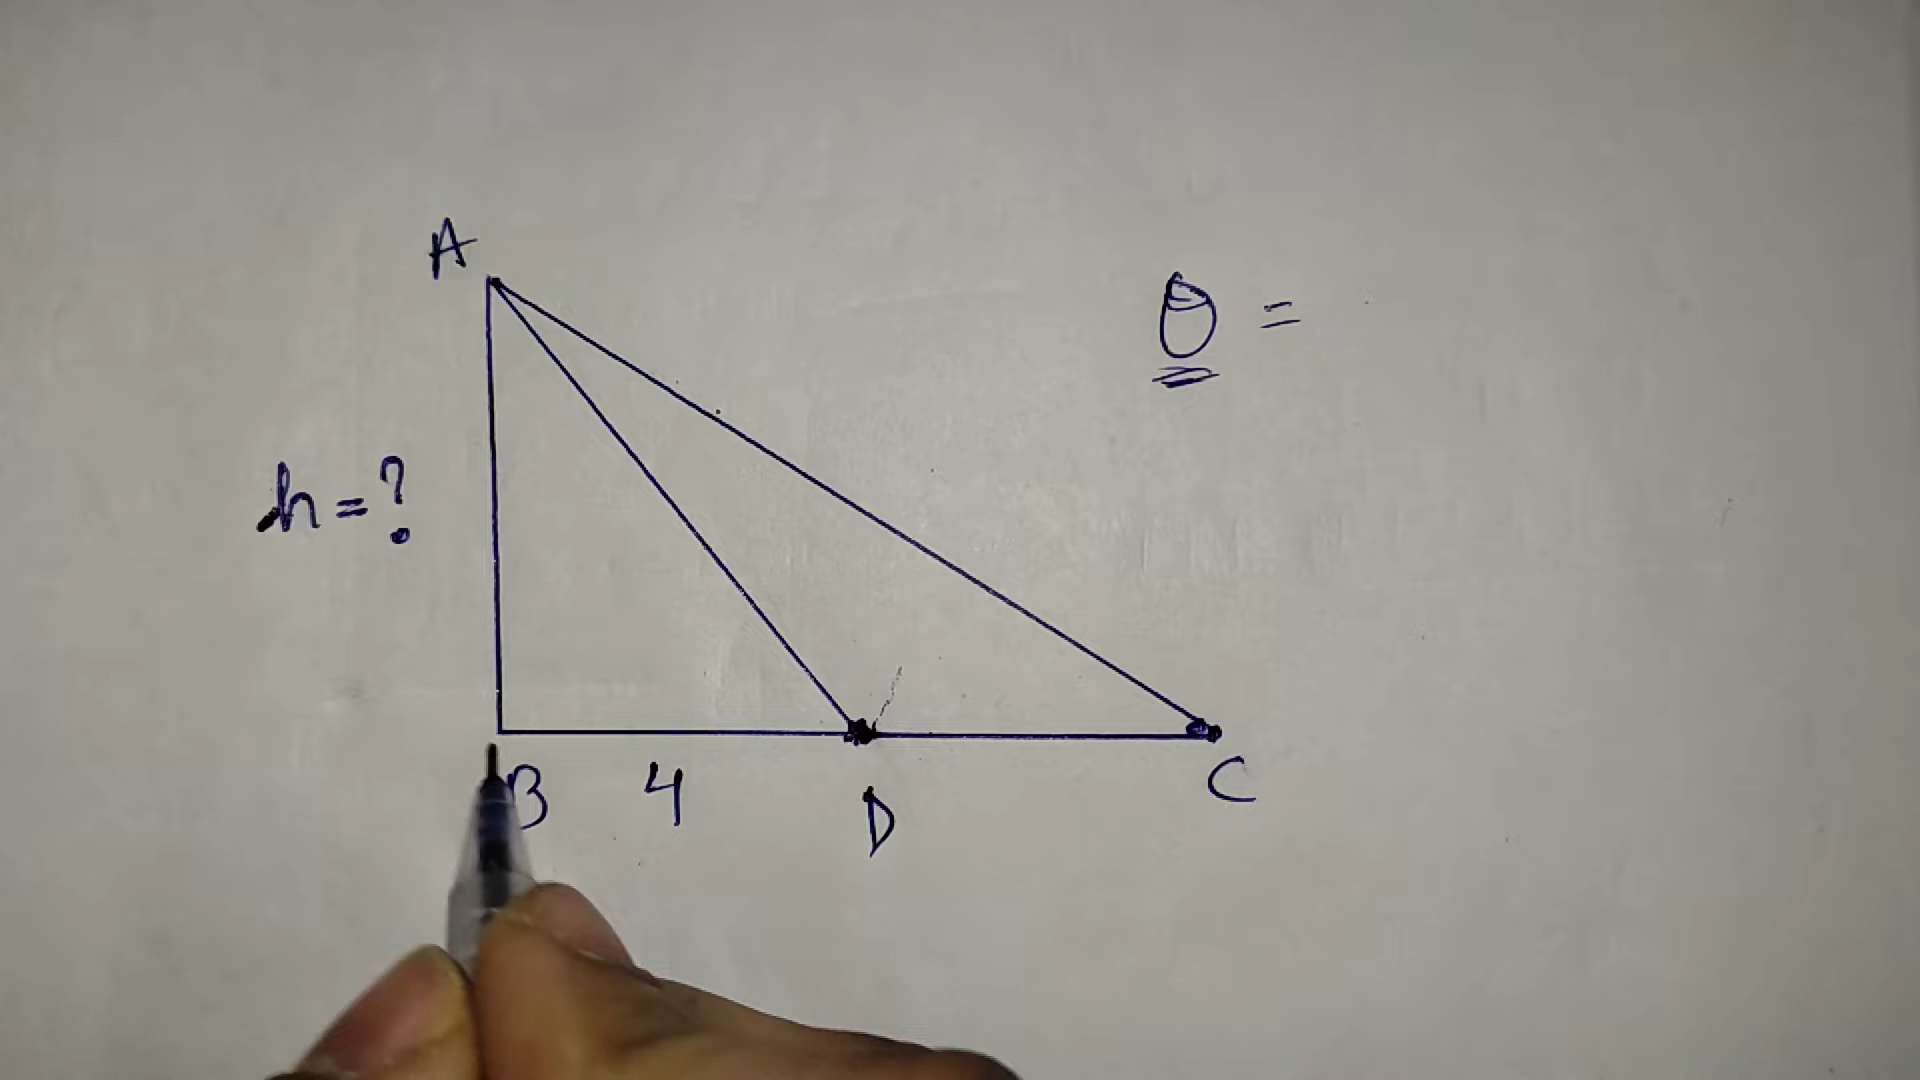 A
θ =
h = ?
B 4 D C